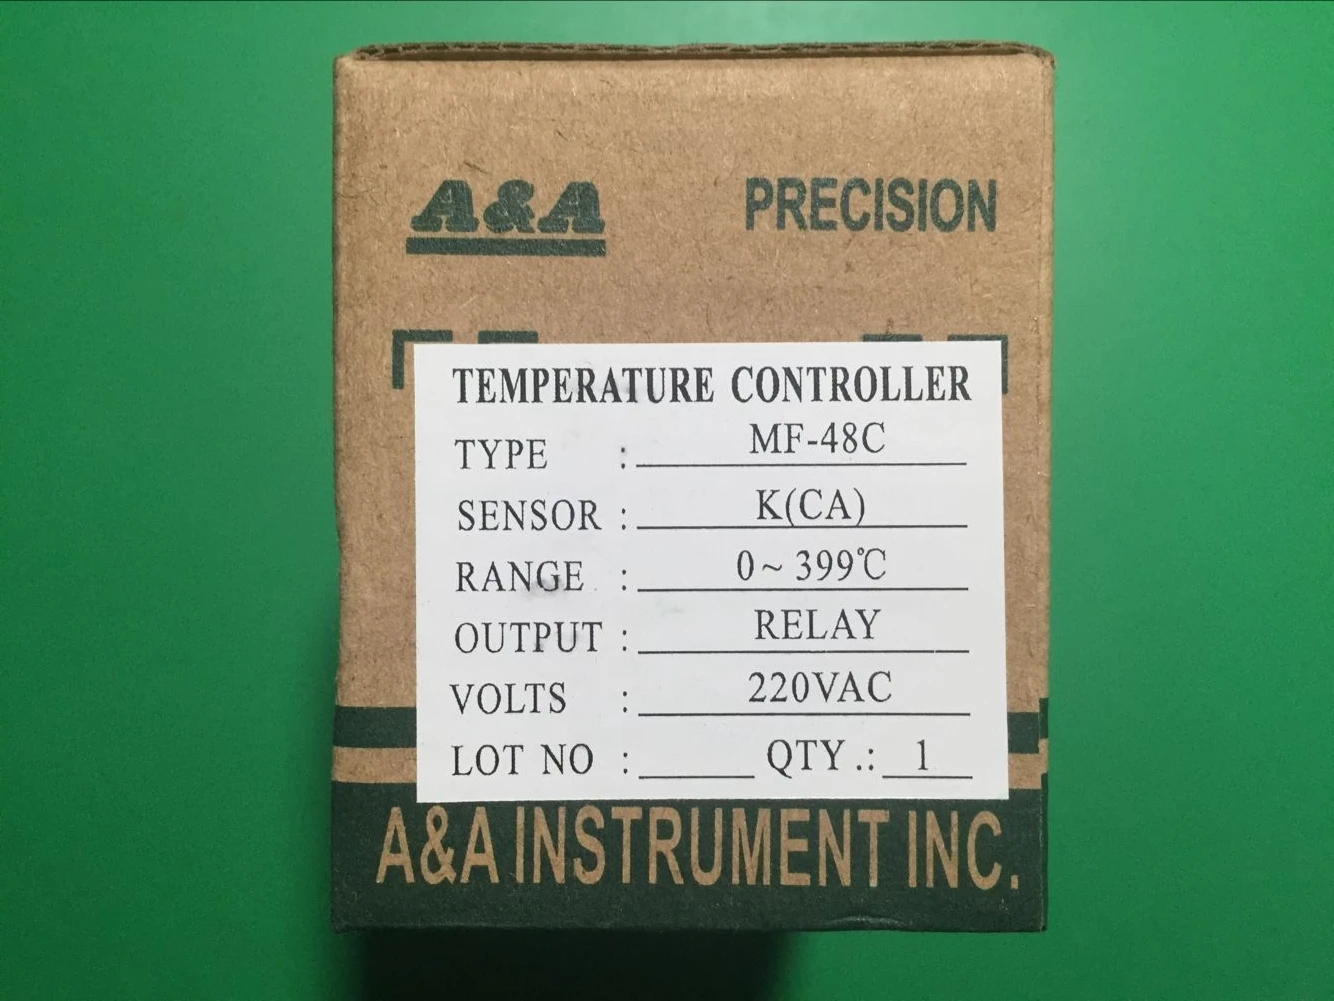 A&A PRECISION
TEMPERATURE CONTROLLER
TYPE : MF-48C
SENSOR : K(CA)
RANGE : 0~ 399℃
OUTPUT : RELAY
VOLTS : 220VAC
LOT NO : ______ QTY .: 1
A&A INSTRUMENT INC.